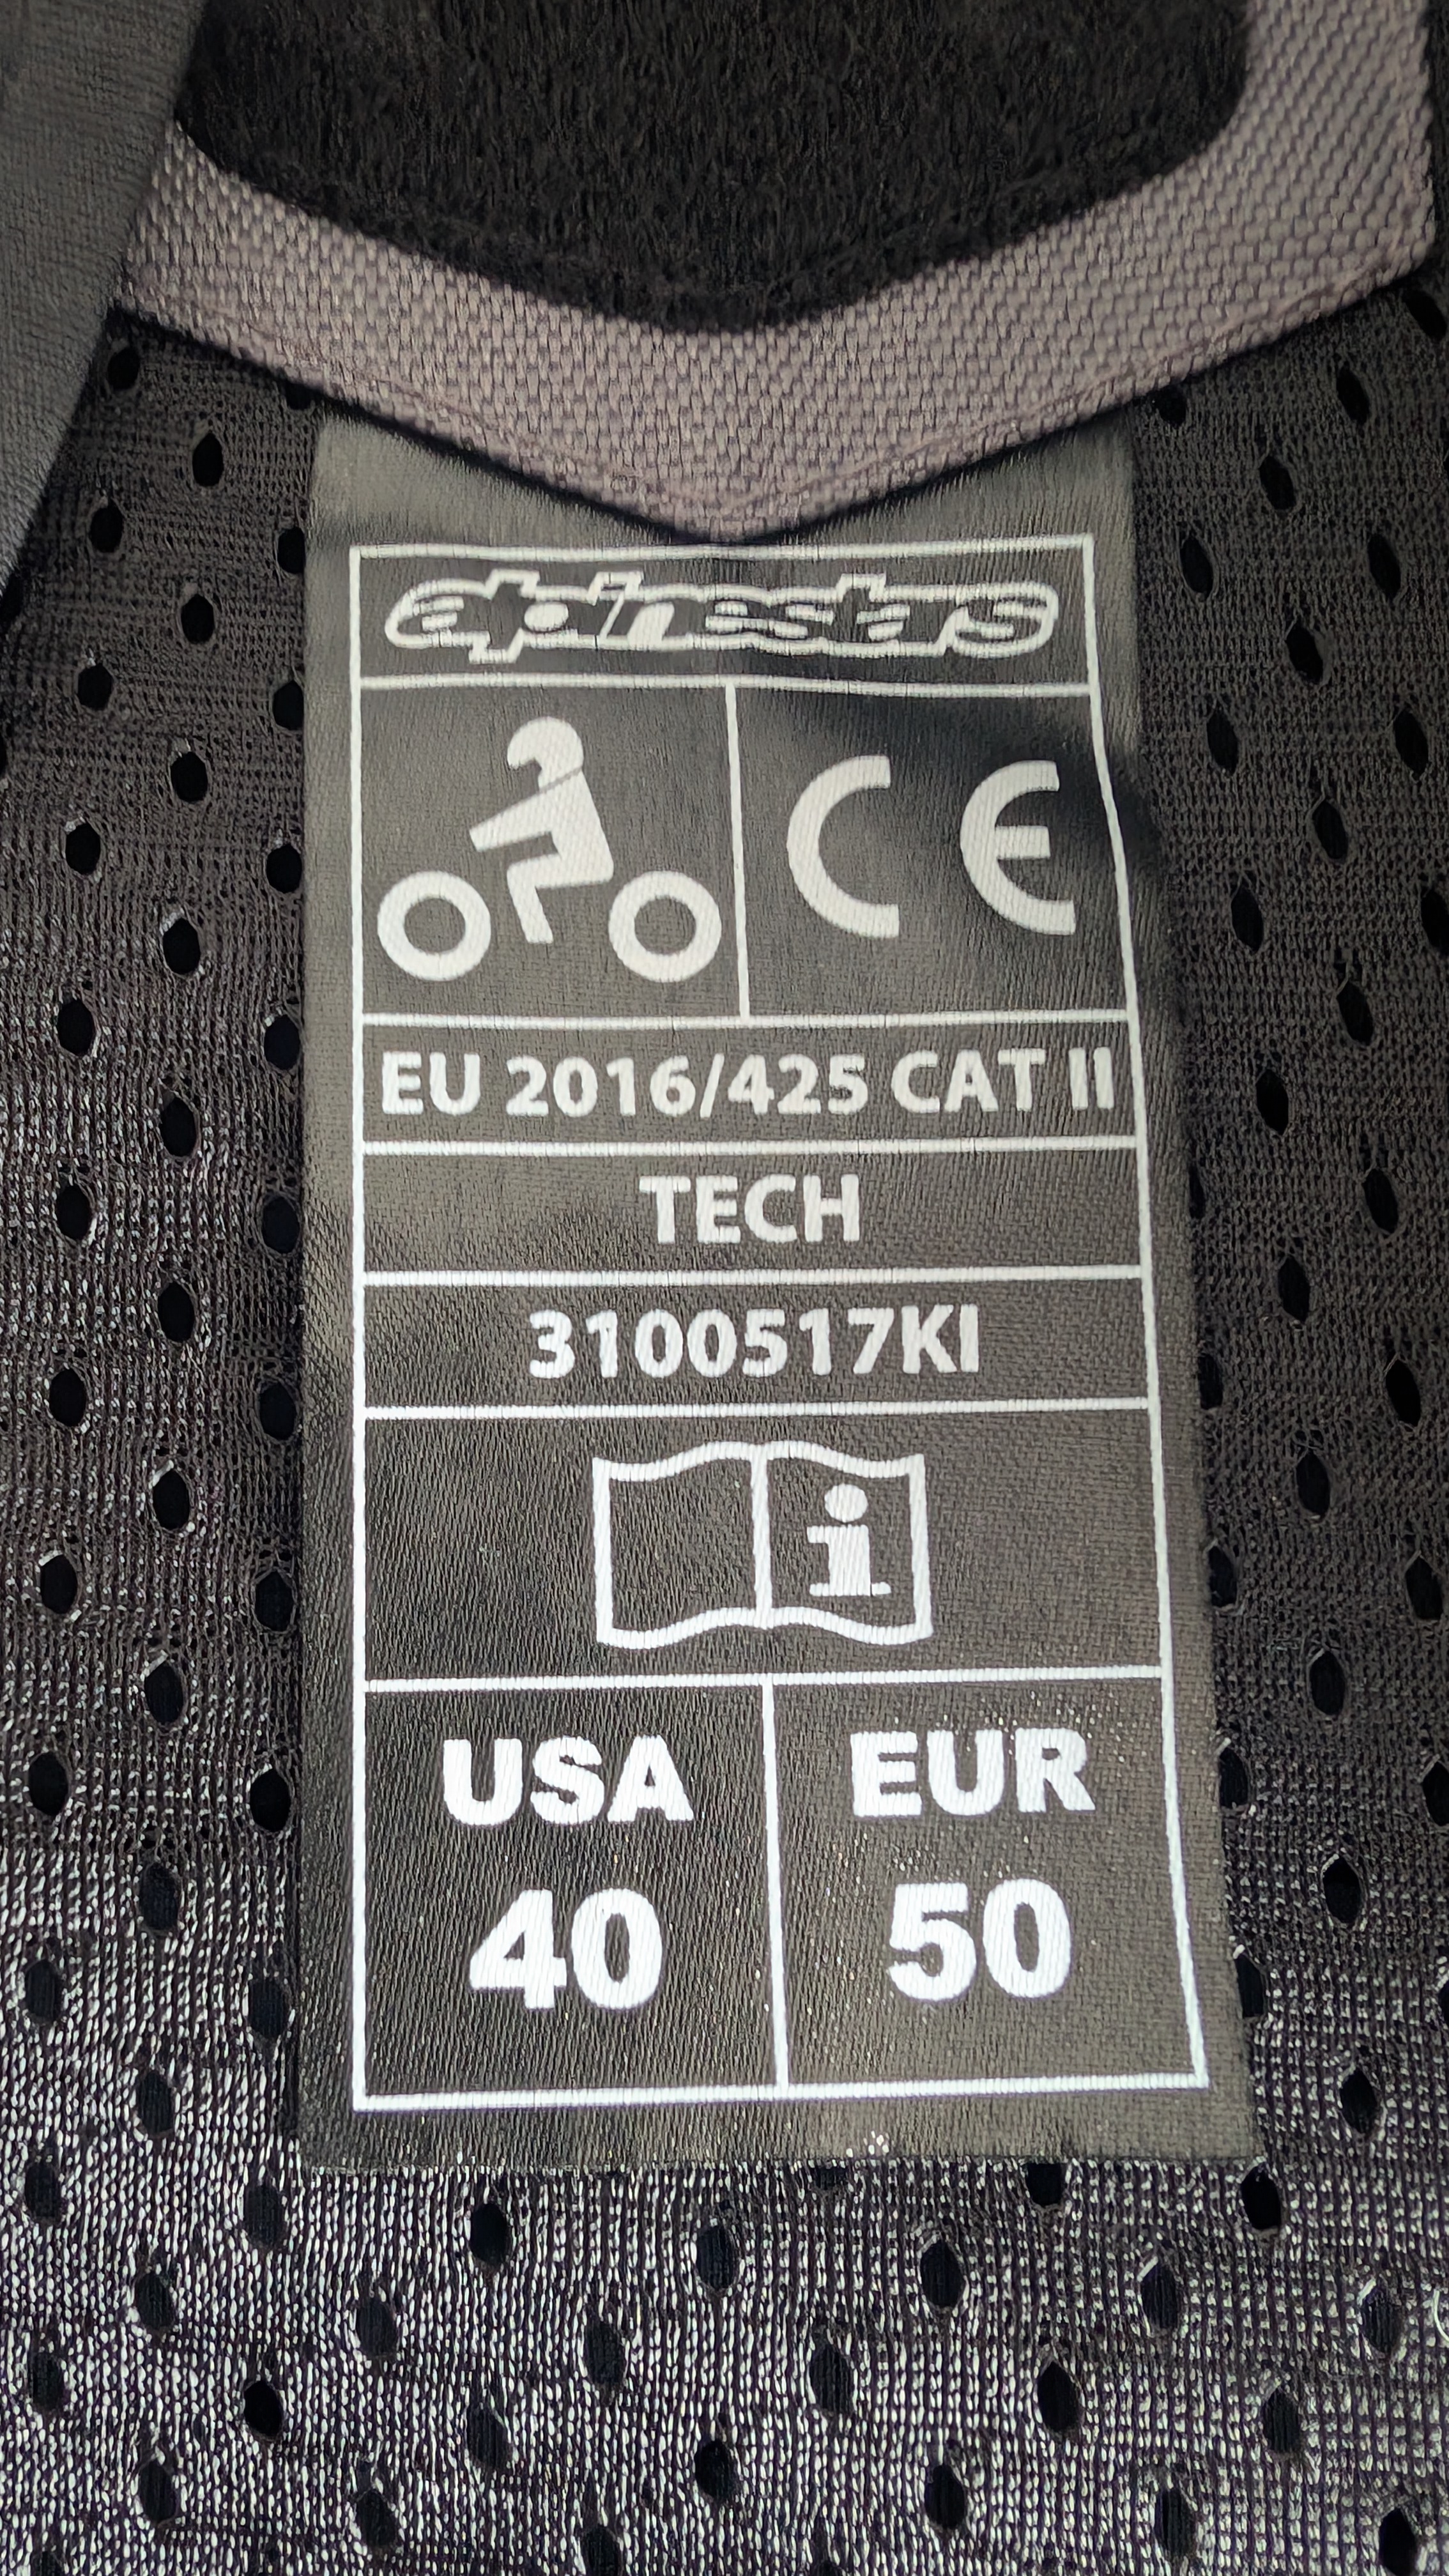 alpinestars
CE
EU 2016/425 CAT II
TECH
3100517KI
i
USA EUR
40 50